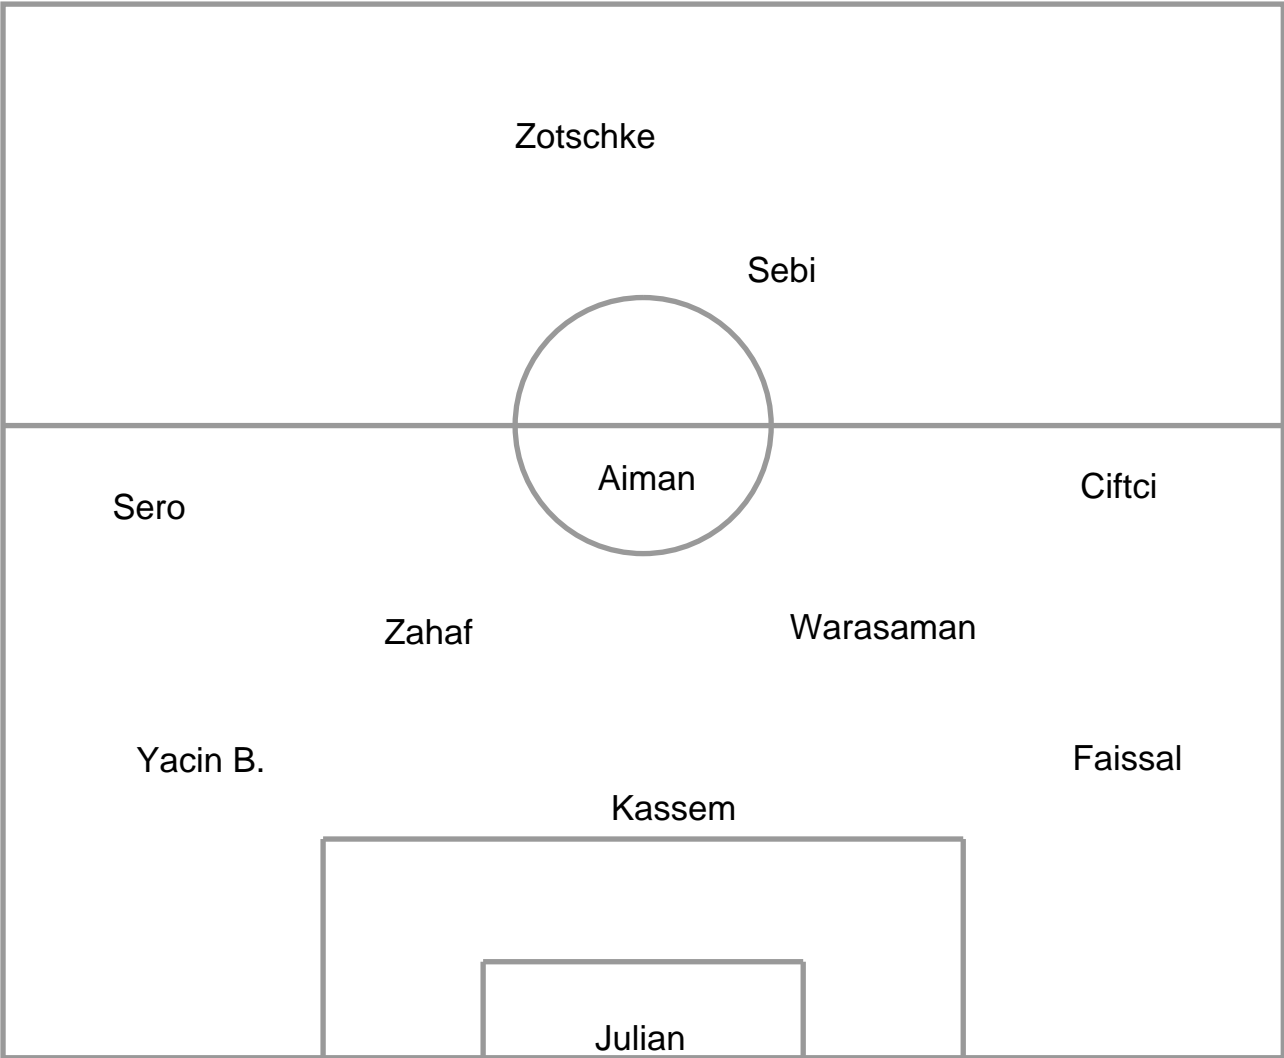 Zotschke
Sebi
Aiman
Ciftci
Sero
Zahaf
Warasaman
Yacin B.
Faissal
Kassem
Julian